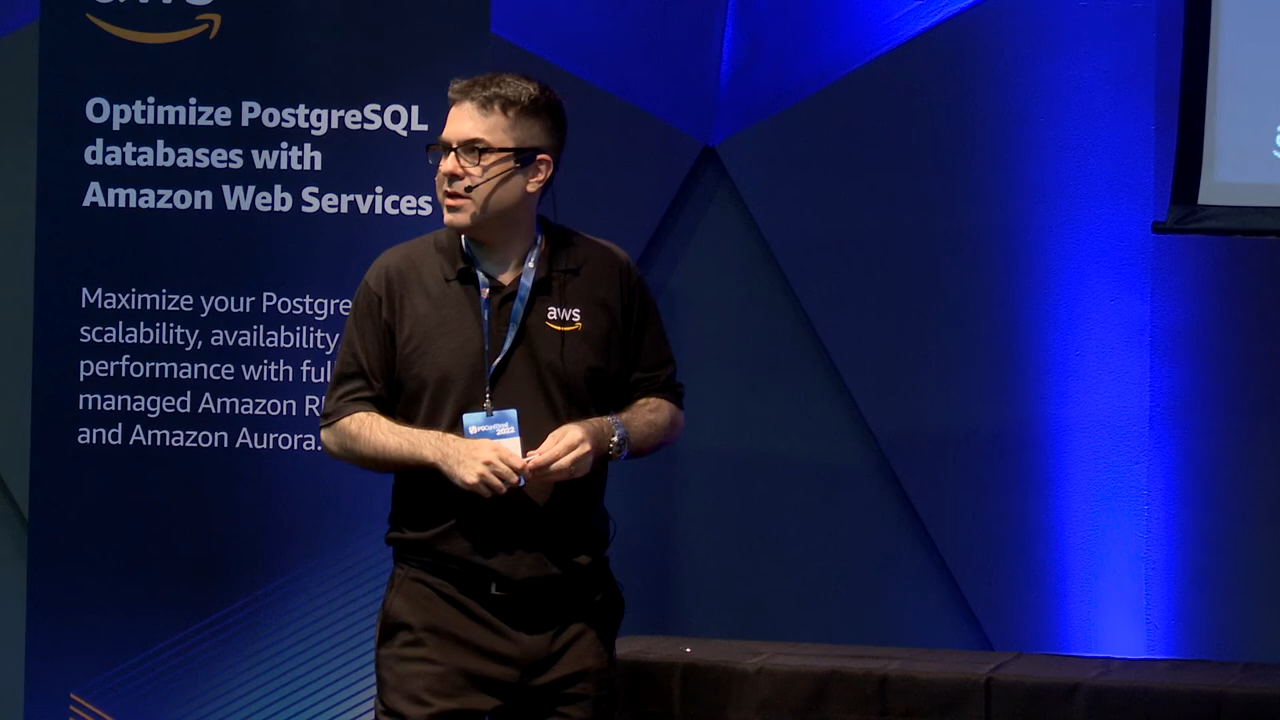 aws
Optimize PostgreSQL
databases with
Amazon Web Services
Maximize your Postgre
scalability, availability,
performance with ful
managed Amazon R
and Amazon Aurora.
aws
2022